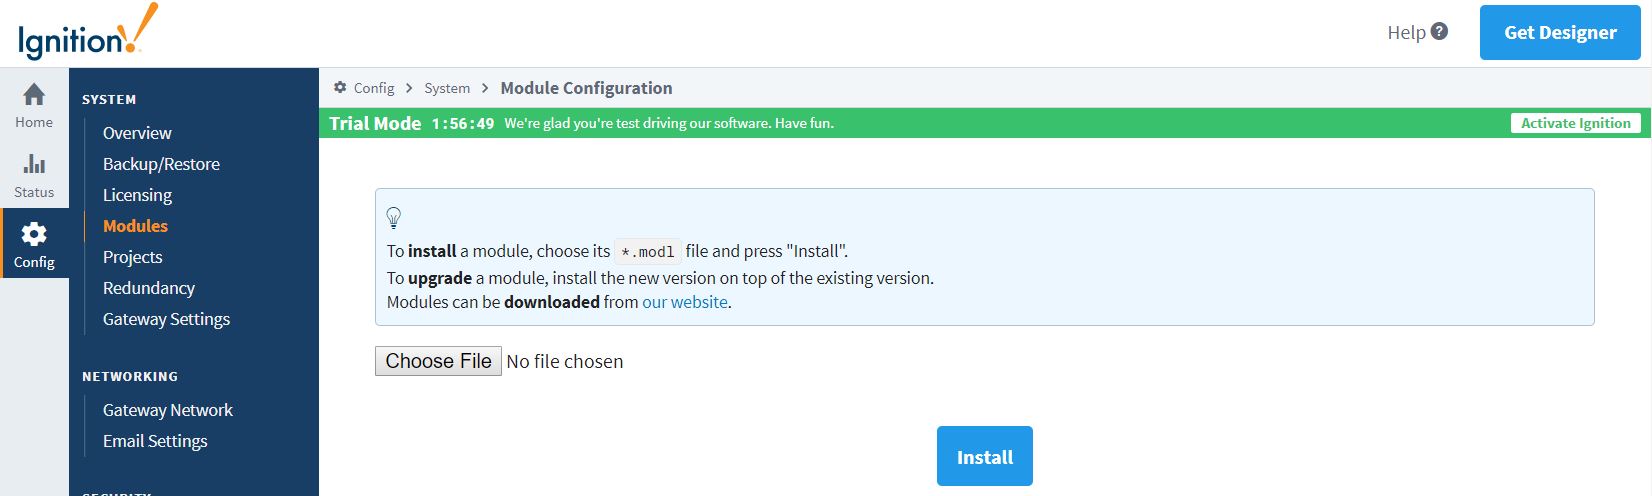 Ignition!
Help ?
Get Designer
Home
Status
Config
SYSTEM
Overview
Backup/Restore
Licensing
Modules
Projects
Redundancy
Gateway Settings
NETWORKING
Gateway Network
Email Settings
SECURITY
Config > System > Module Configuration
Trial Mode 1:56:49 We're glad you're test driving our software. Have fun.
Activate Ignition
To install a module, choose its *.modl file and press "Install".
To upgrade a module, install the new version on top of the existing version.
Modules can be downloaded from our website.
Choose File No file chosen
Install